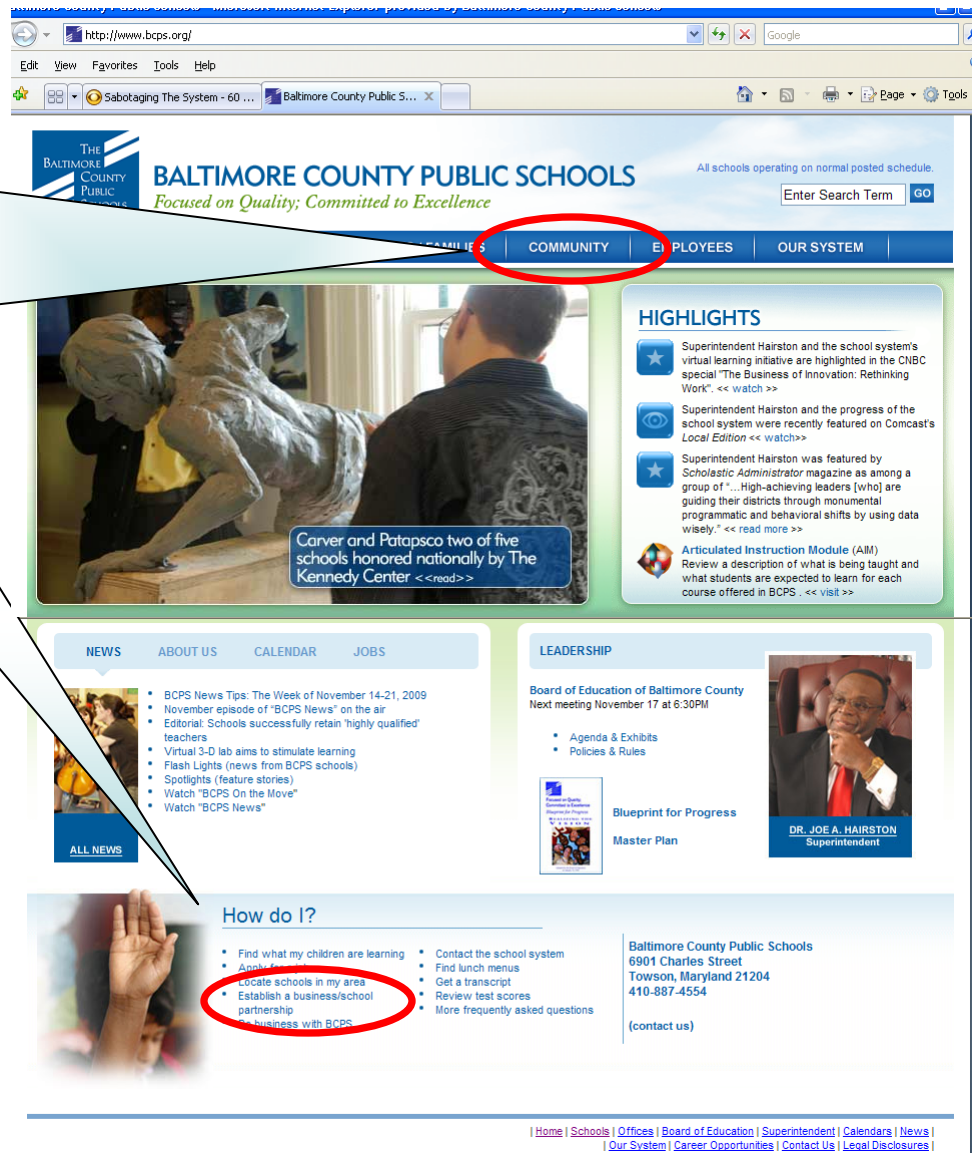 http://www.bcps.org/
Google
Edit View Favorites Tools Help
Sabotaging The System - 60 ...
Baltimore County Public S...
Page
Tools
THE
BALTIMORE
COUNTY
PUBLIC
SCHOOLS
BALTIMORE COUNTY PUBLIC SCHOOLS
Focused on Quality; Committed to Excellence
All schools operating on normal posted schedule.
Enter Search Term GO
FAMILIES COMMUNITY EMPLOYEES OUR SYSTEM
Carver and Patapsco two of five
schools honored nationally by The
Kennedy Center <<read>>
HIGHLIGHTS
Superintendent Hairston and the school system's
virtual learning initiative are highlighted in the CNBC
special "The Business of Innovation: Rethinking
Work". << watch >>
Superintendent Hairston and the progress of the
school system were recently featured on Comcast's
Local Edition << watch>>
Superintendent Hairston was featured by
Scholastic Administrator magazine as among a
group of "...High-achieving leaders [who] are
guiding their districts through monumental
programmatic and behavioral shifts by using data
wisely." << read more >>
Articulated Instruction Module (AIM)
Review a description of what is being taught and
what students are expected to learn for each
course offered in BCPS . << visit >>
NEWS ABOUT US CALENDAR JOBS
BCPS News Tips: The Week of November 14-21, 2009
November episode of "BCPS News" on the air
Editorial: Schools successfully retain 'highly qualified'
teachers
Virtual 3-D lab aims to stimulate learning
Flash Lights (news from BCPS schools)
Spotlights (feature stories)
Watch "BCPS On the Move"
Watch "BCPS News"
ALL NEWS
LEADERSHIP
Board of Education of Baltimore County
Next meeting November 17 at 6:30PM
Agenda & Exhibits
Policies & Rules
Blueprint for Progress
Master Plan
DR. JOE A. HAIRSTON
Superintendent
How do I?
Find what my children are learning
Locate schools in my area
Establish a business/school
partnership
Do business with BCPS
Contact the school system
Find lunch menus
Get a transcript
Review test scores
More frequently asked questions
Baltimore County Public Schools
6901 Charles Street
Towson, Maryland 21204
410-887-4554
(contact us)
| Home | Schools | Offices | Board of Education | Superintendent | Calendars | News |
| Our System | Career Opportunities | Contact Us | Legal Disclosures |